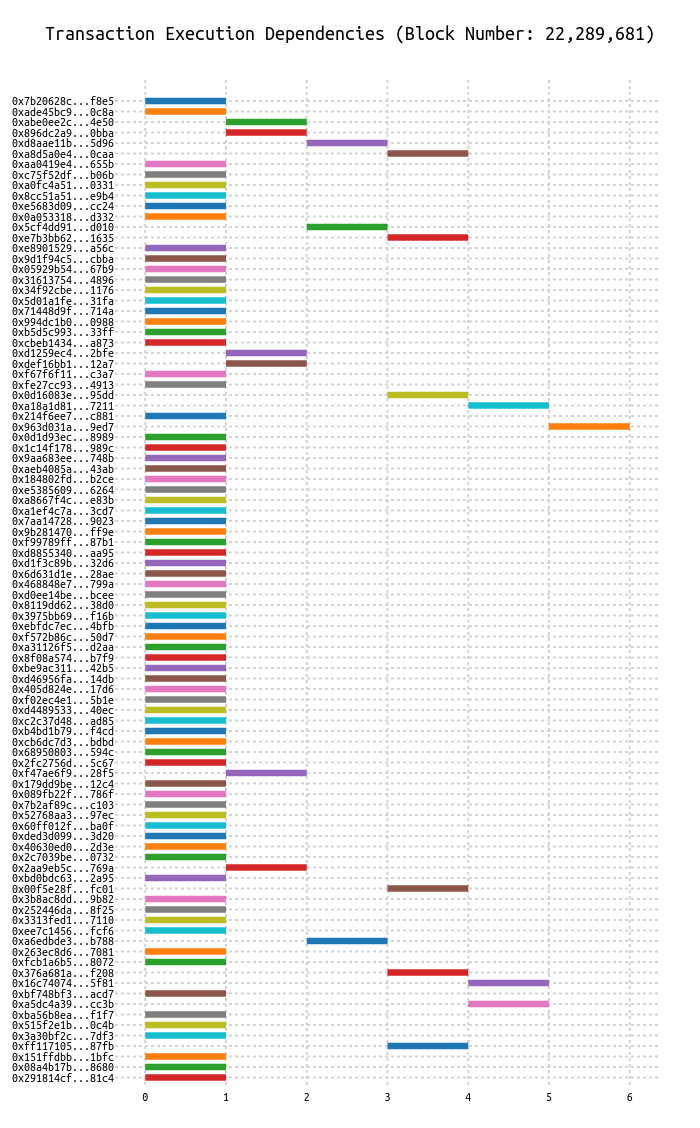 Transaction Execution Dependencies (Block Number: 22,289,681)
0x7b20628c...f8e5
0xade45bc9...0c8a
0xabe0ee2c...4e50
0x896dc2a9...0bba
0xd8aae11b...5d96
0xa8d5a0e4...0caa
0xaa0419e4...655b
0xc75f52df...b06b
0xa0fc4a51...0331
0x8cc51a51...e9b4
0xe5683d09...cc24
0x0a053318...d332
0x5cf4dd91...d010
0xe7b3bb62...1635
0xe8901529...a56c
0x9d1f94c5...cbba
0x05929b54...67b9
0x31613754...4896
0x34f92cbe...1176
0x5d01a1fe...31fa
0x71448d9f...714a
0x994dc1b0...0988
0xb5d5c993...33ff
0xcbeb1434...a873
0xd1259ec4...2bfe
0xdef16bb1...12a7
0xf67f6f11...c3a7
0xfe27cc93...4913
0x0d16083e...95dd
0xa18a1d81...7211
0x214f6ee7...c881
0x963d031a...9ed7
0x0d1d93ec...8989
0x1c14f178...989c
0x9aa683ee...748b
0xaeb4085a...43ab
0x184802fd...b2ce
0xe5385609...6264
0xa8667f4c...e83b
0xa1ef4c7a...3cd7
0x7aa14728...9023
0x9b281470...ff9e
0xf99789ff...87b1
0xd8855340...aa95
0xd1f3c89b...32d6
0x6d631d1e...28ae
0x468848e7...799a
0xd0ee14be...bcee
0x8119dd62...38d0
0x3975bb69...f16b
0xebfdc7ec...4bfb
0xf572b86c...50d7
0xa31126f5...d2aa
0x8f08a574...b7f9
0xbe9ac311...42b5
0xd46956fa...14db
0x405d824e...17d6
0xf02ec4e1...5b1e
0xd4489533...40ec
0xc2c37d48...ad85
0xb4bd1b79...f4cd
0xcb6dc7d3...bdbd
0x68950803...594c
0x2fc2756d...5c67
0xf47ae6f9...28f5
0x179dd9be...12c4
0x089fb22f...786f
0x7b2af89c...c103
0x52768aa3...97ec
0x60ff012f...ba0f
0xded3d099...3d20
0x40630ed0...2d3e
0x2c7039be...0732
0x2aa9eb5c...769a
0xbd0bdc63...2a95
0x00f5e28f...fc01
0x3b8ac8dd...9b82
0x252446da...8f25
0x3313fed1...7110
0xee7c1456...fcf6
0xa6edbde3...b788
0x263ec8d6...7081
0xfcb1a6b5...8072
0x376a681a...f208
0x16c74074...5f81
0xbf748bf3...acd7
0xa5dc4a39...cc3b
0xba56b8ea...f1f7
0x515f2e1b...0c4b
0x3a30bf2c...7df3
0xff117105...87fb
0x151ffdbb...1bfc
0x08a4b17b...8680
0x291814cf...81c4
0 1 2 3 4 5 6